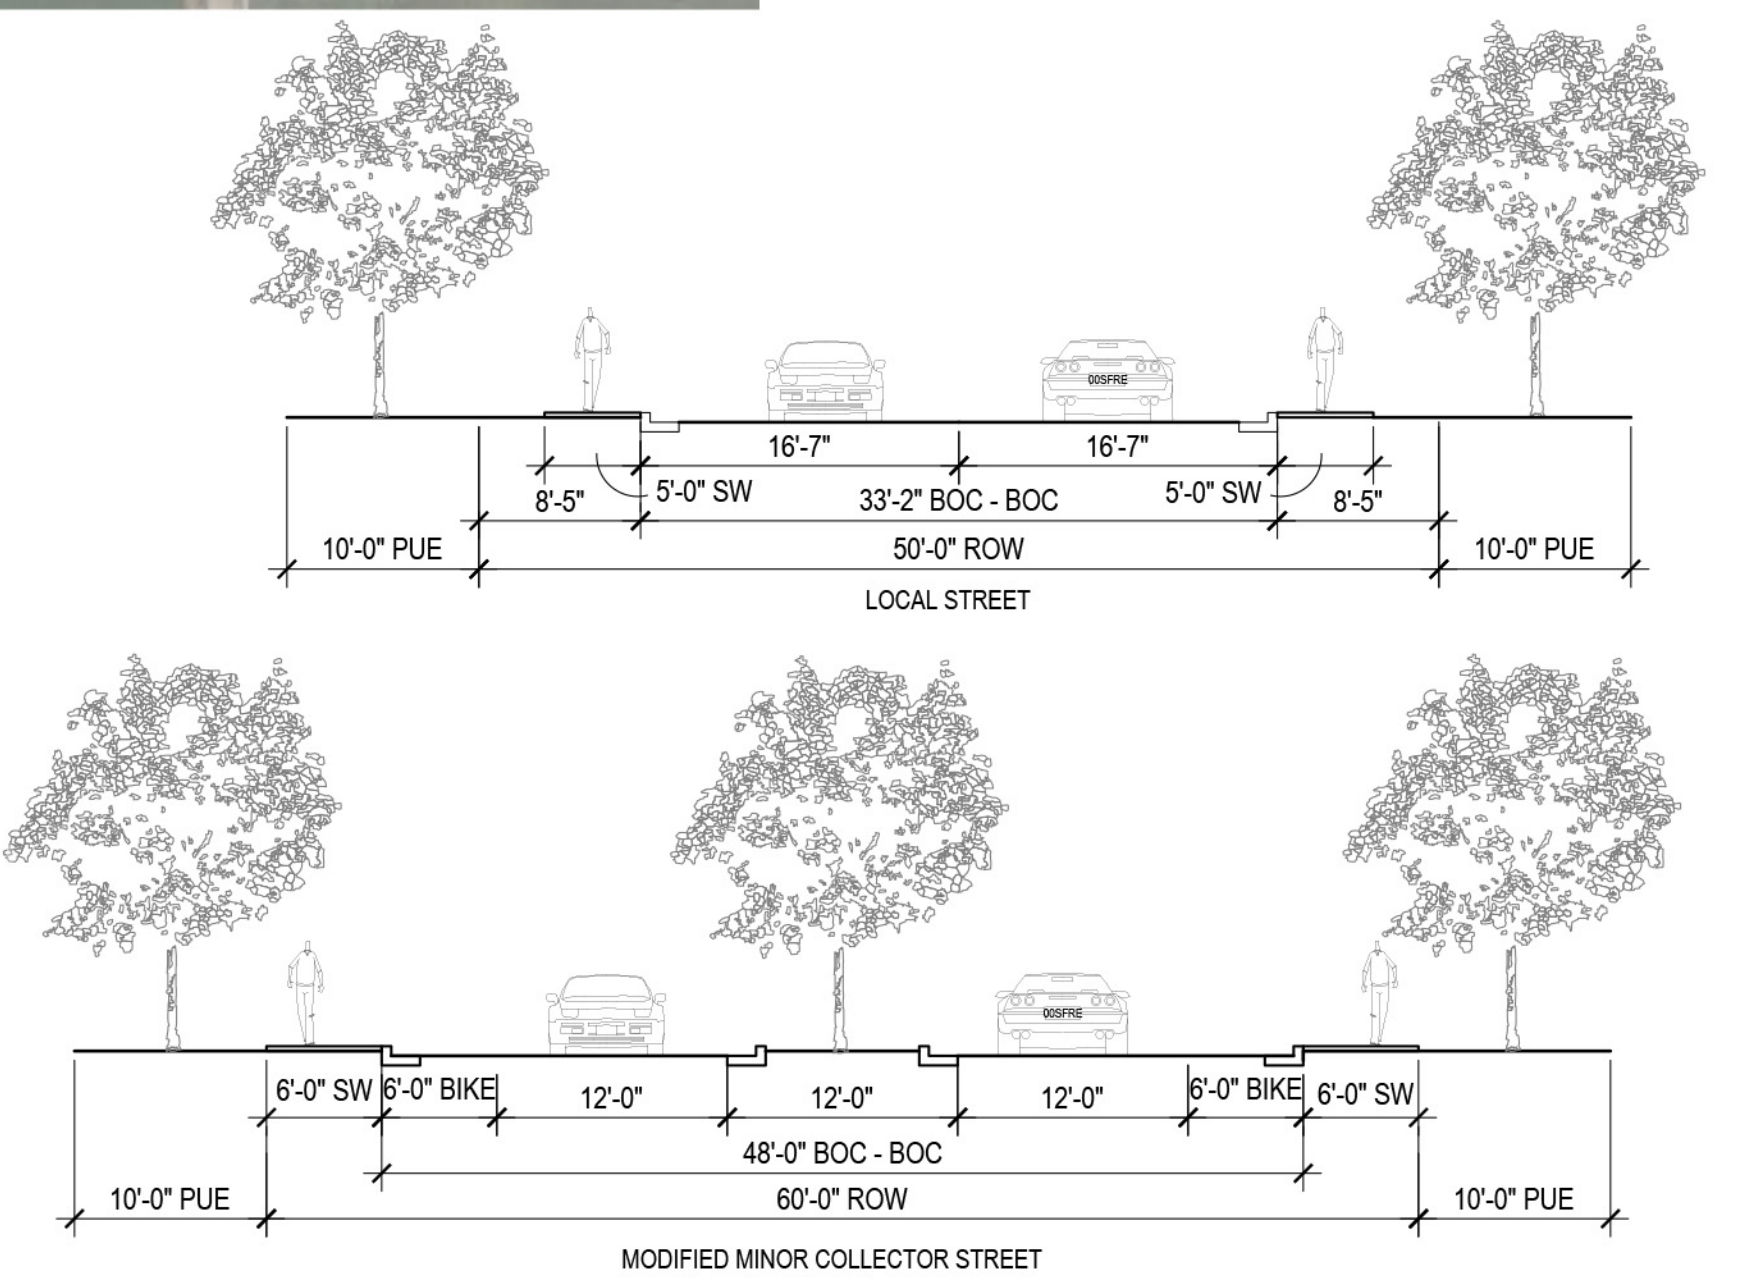 00SFRE
16'-7" 16'-7"
5'-0" SW 5'-0" SW
8'-5" 33'-2" BOC - BOC 8'-5"
10'-0" PUE 50'-0" ROW 10'-0" PUE
LOCAL STREET
00SFRE
6'-0" SW 6'-0" BIKE 12'-0" 12'-0" 12'-0" 6'-0" BIKE 6'-0" SW
48'-0" BOC - BOC
10'-0" PUE 60'-0" ROW 10'-0" PUE
MODIFIED MINOR COLLECTOR STREET